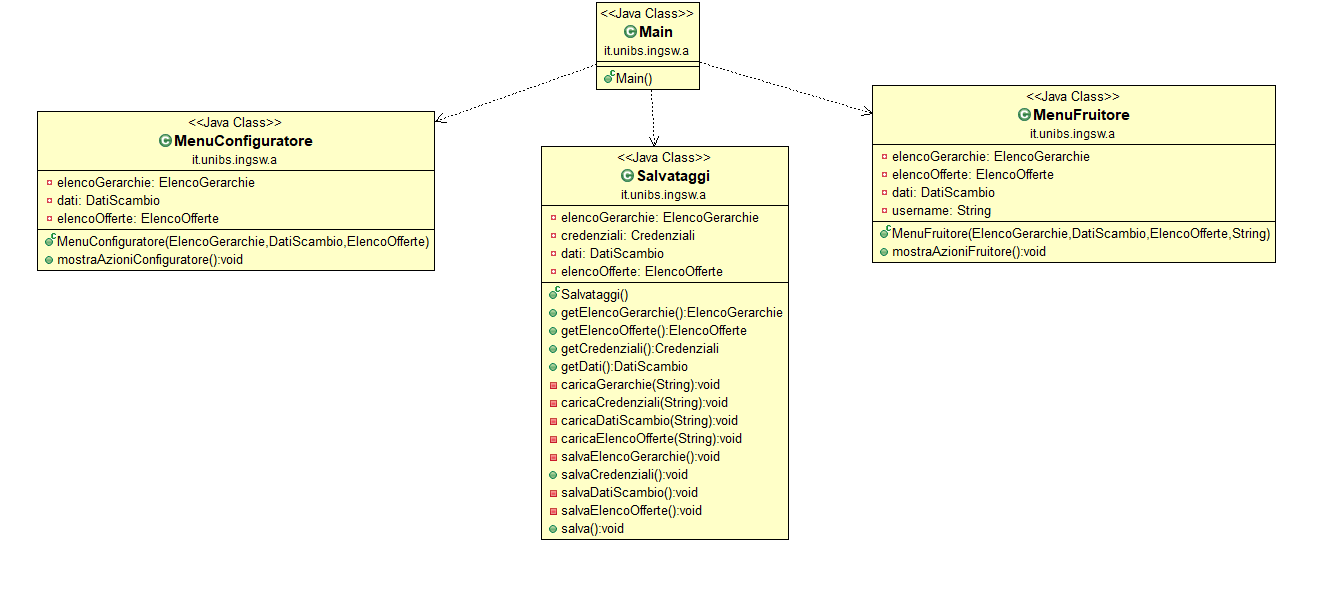 <<Java Class>>
Main
it.unibs.ingsw.a
Main()
<<Java Class>>
MenuConfiguratore
it.unibs.ingsw.a
elencoGerarchie: ElencoGerarchie
dati: DatiScambio
elencoOfferte: ElencoOfferte
MenuConfiguratore(ElencoGerarchie,DatiScambio,ElencoOfferte)
mostraAzioniConfiguratore():void
<<Java Class>>
Salvataggi
it.unibs.ingsw.a
elencoGerarchie: ElencoGerarchie
credenziali: Credenziali
dati: DatiScambio
elencoOfferte: ElencoOfferte
Salvataggi()
getElencoGerarchie():ElencoGerarchie
getElencoOfferte():ElencoOfferte
getCredenziali():Credenziali
getDati():DatiScambio
caricaGerarchie(String):void
caricaCredenziali(String):void
caricaDatiScambio(String):void
caricaElencoOfferte(String):void
salvaElencoGerarchie():void
salvaCredenziali():void
salvaDatiScambio():void
salvaElencoOfferte():void
salva():void
<<Java Class>>
MenuFruitore
it.unibs.ingsw.a
elencoGerarchie: ElencoGerarchie
elencoOfferte: ElencoOfferte
dati: DatiScambio
username: String
MenuFruitore(ElencoGerarchie,DatiScambio,ElencoOfferte,String)
mostraAzioniFruitore():void